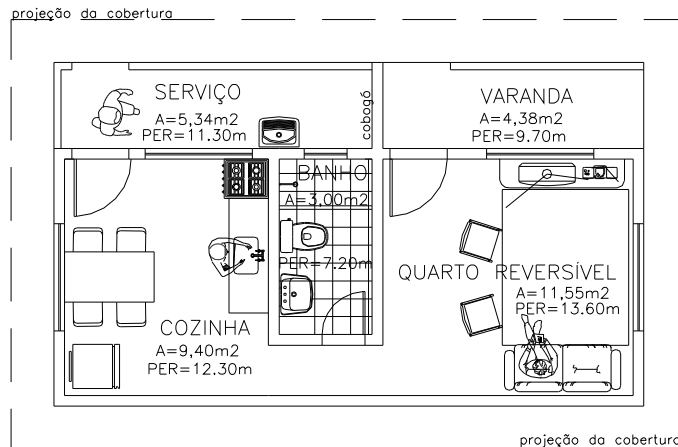 projeção da cobertura
SERVIÇO
A=5,34m2
PER=11.30m
cobogó
VARANDA
A=4,38m2
PER=9.70m
BANHO
A=3,00m2
PER=7.20m
QUARTO REVERSÍVEL
A=11,55m2
PER=13.60m
COZINHA
A=9,40m2
PER=12.30m
projeção da cobertura